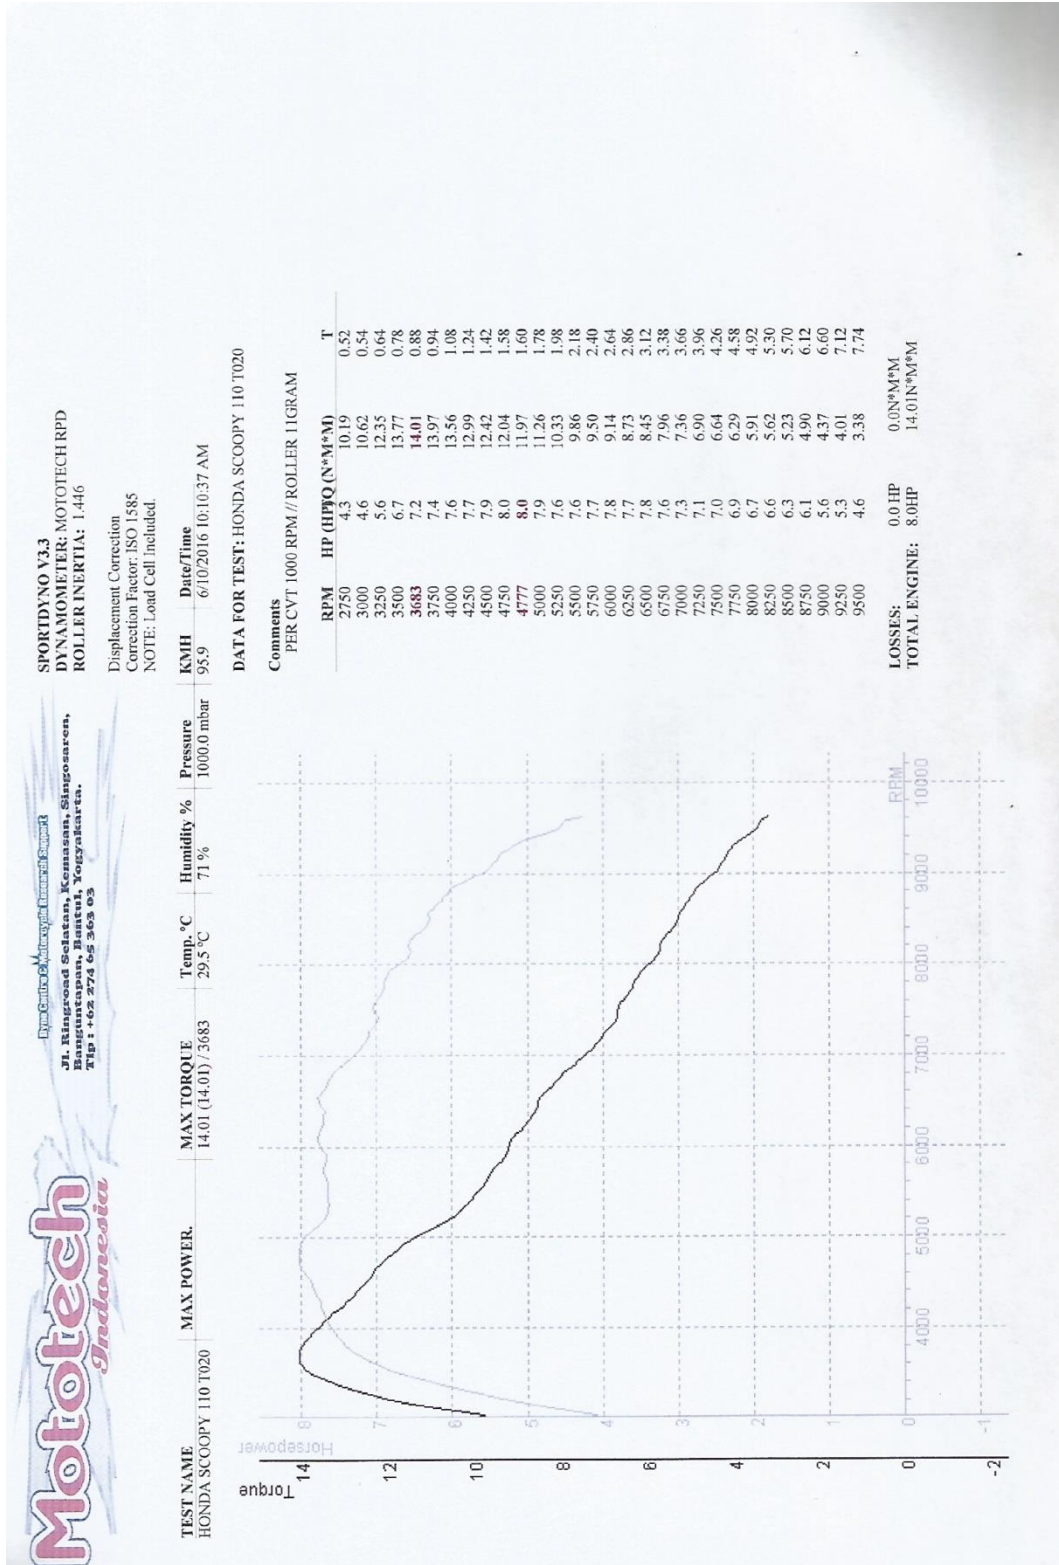 Mototech
Indonesia
Dyno Centre & Motorcycle Research Support
Jl. Ringroad Selatan, Kemasan, Singosaren,
Banguntapan, Bantul, Yogyakarta.
Tlp : +62 274 65 363 03
SPORTDYNO V3.3
DYNAMOMETER: MOTOTECH RPD
ROLLER INERTIA: 1.446
Displacement Correction
Correction Factor: ISO 1585
NOTE: Load Cell Included.
TEST NAME MAX POWER. MAX TORQUE Temp. °C Humidity % Pressure KMH Date/Time
HONDA SCOOPY 110 T020 14.01 (14.01) / 3683 29.5 °C 71 % 1000.0 mbar 95.9 6/10/2016 10:10:37 AM
DATA FOR TEST: HONDA SCOOPY 110 T020
Comments
PER CVT 1000 RPM // ROLLER 11GRAM
RPM HP (HP)TQ (N*M*M) T
2750 4.3 10.19 0.52
3000 4.6 10.62 0.54
3250 5.6 12.35 0.64
3500 6.7 13.77 0.78
3683 7.2 14.01 0.88
3750 7.4 13.97 0.94
4000 7.6 13.56 1.08
4250 7.7 12.99 1.24
4500 7.9 12.42 1.42
4750 8.0 12.04 1.58
4777 8.0 11.97 1.60
5000 7.9 11.26 1.78
5250 7.6 10.33 1.98
5500 7.6 9.86 2.18
5750 7.7 9.50 2.40
6000 7.8 9.14 2.64
6250 7.7 8.73 2.86
6500 7.8 8.45 3.12
6750 7.6 7.96 3.38
7000 7.3 7.36 3.66
7250 7.1 6.90 3.96
7500 7.0 6.64 4.26
7750 6.9 6.29 4.58
8000 6.7 5.91 4.92
8250 6.6 5.62 5.30
8500 6.3 5.23 5.70
8750 6.1 4.90 6.12
9000 5.6 4.37 6.60
9250 5.3 4.01 7.12
9500 4.6 3.38 7.74
LOSSES: 0.0 HP 0.0N*M*M
TOTAL ENGINE: 8.0HP 14.01N*M*M
Torque
Horsepower
14
12
10
8
6
4
2
0
-2
8
7
6
5
4
3
2
1
0
-1
RPM
4000 5000 6000 7000 8000 9000 10000